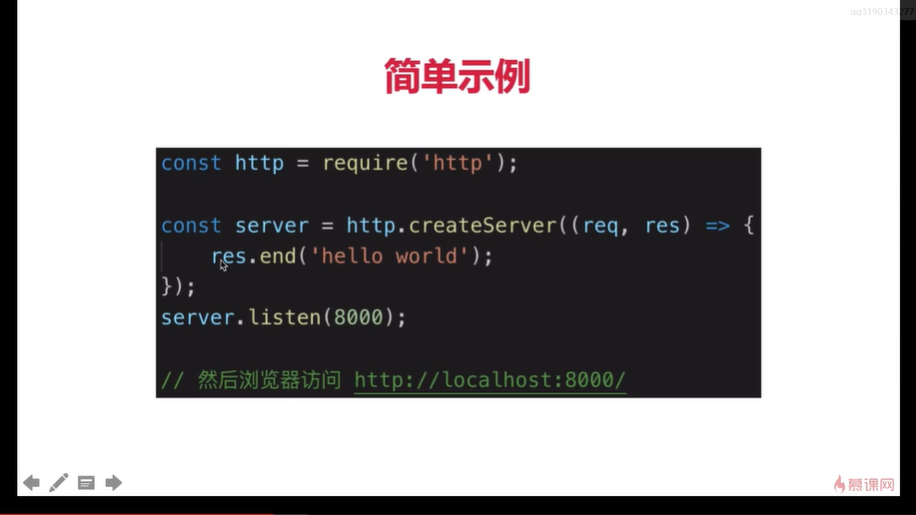 简单示例
const http = require('http');
const server = http.createServer((req, res) => {
res.end('hello world');
});
server.listen(8000);
// 然后浏览器访问 http://localhost:8000/
慕课网